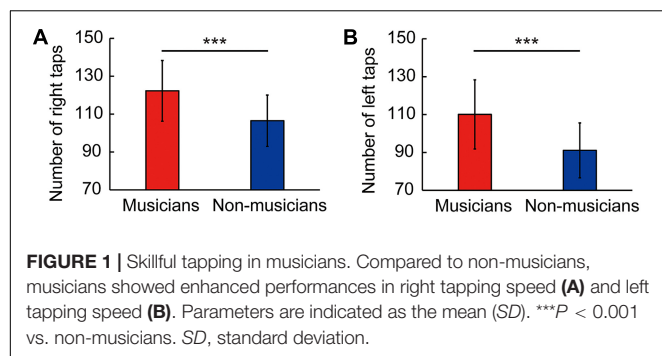 A
B
***
***
150
130
110
90
70
Number of right taps
Musicians Non-musicians
150
130
110
90
70
Number of left taps
Musicians Non-musicians
FIGURE 1 | Skillful tapping in musicians. Compared to non-musicians,
musicians showed enhanced performances in right tapping speed (A) and left
tapping speed (B). Parameters are indicated as the mean (SD). ***P < 0.001
vs. non-musicians. SD, standard deviation.